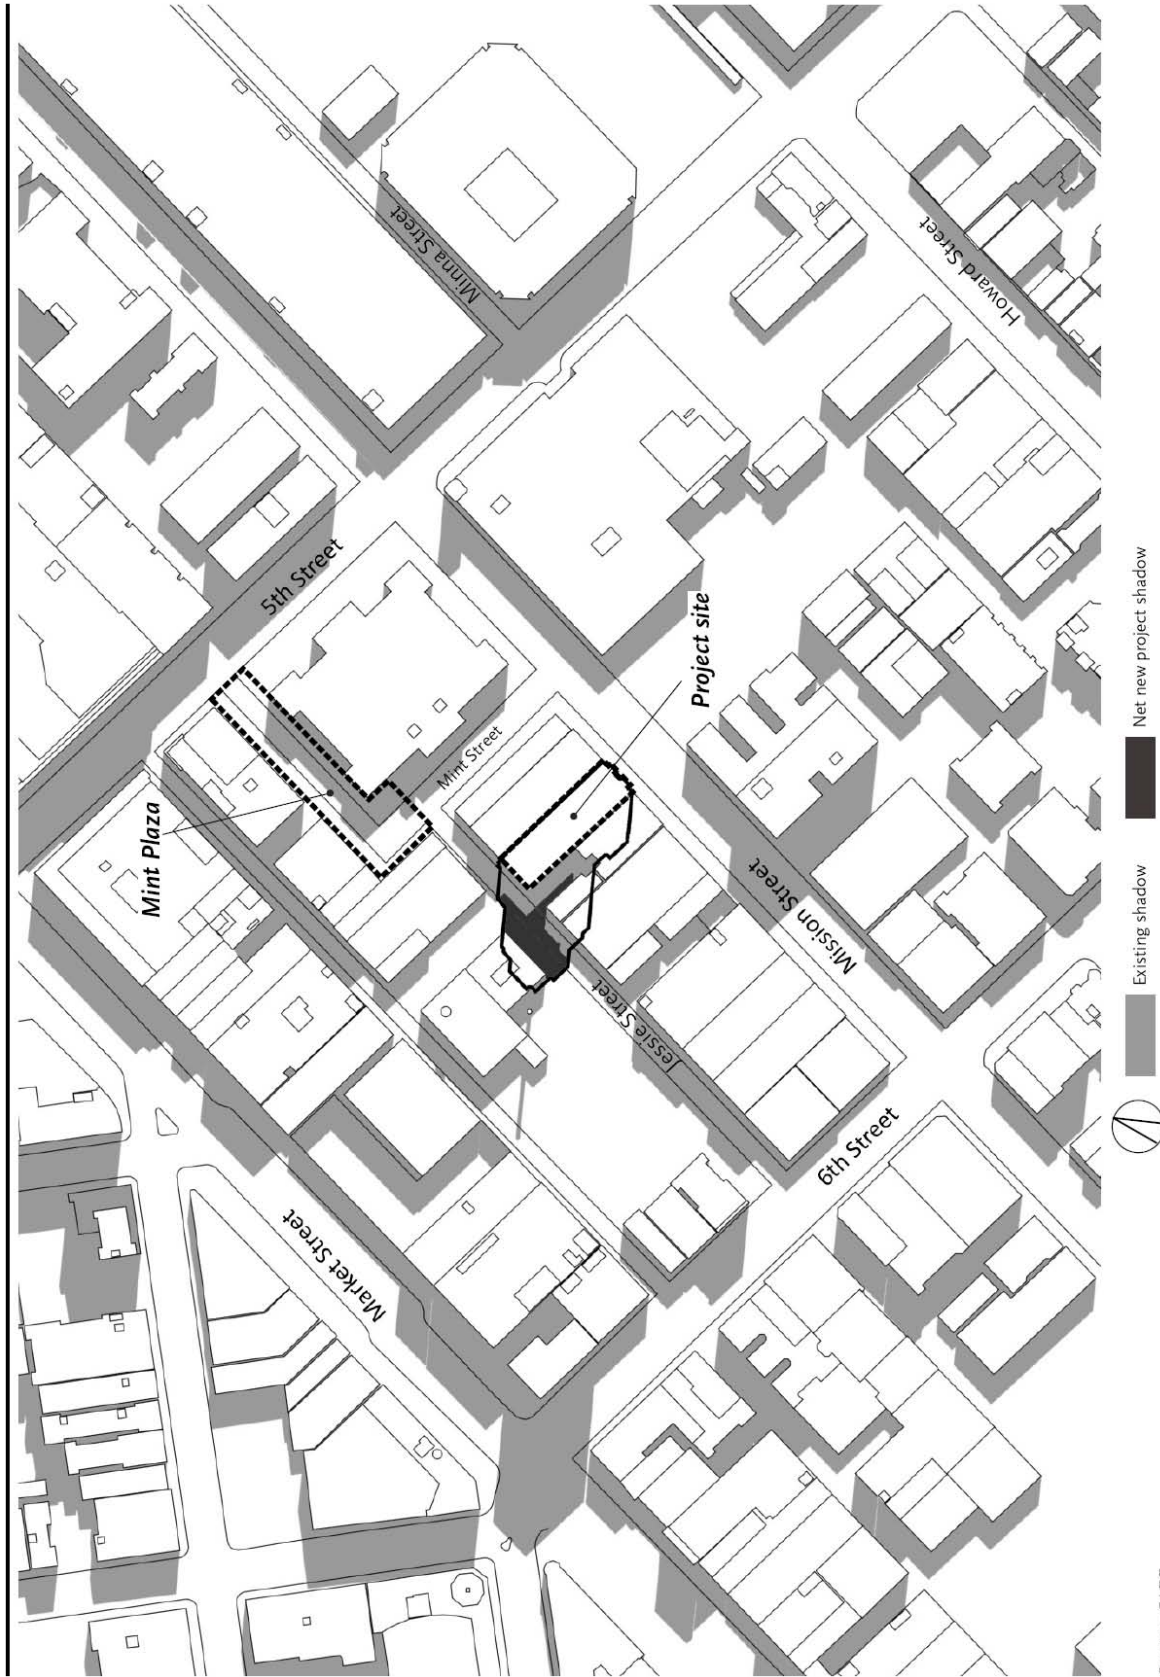 Minna Street
Howard
Street
5th Street
Project site
Mint Street
Mint Plaza
Mission Street
Jessie Street
6th Street
Market Street
Existing shadow
Net new project shadow